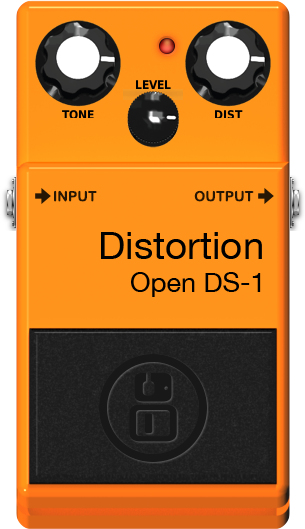 LEVEL
TONE
DIST
➔INPUT
OUTPUT➔
Distortion
Open DS-1